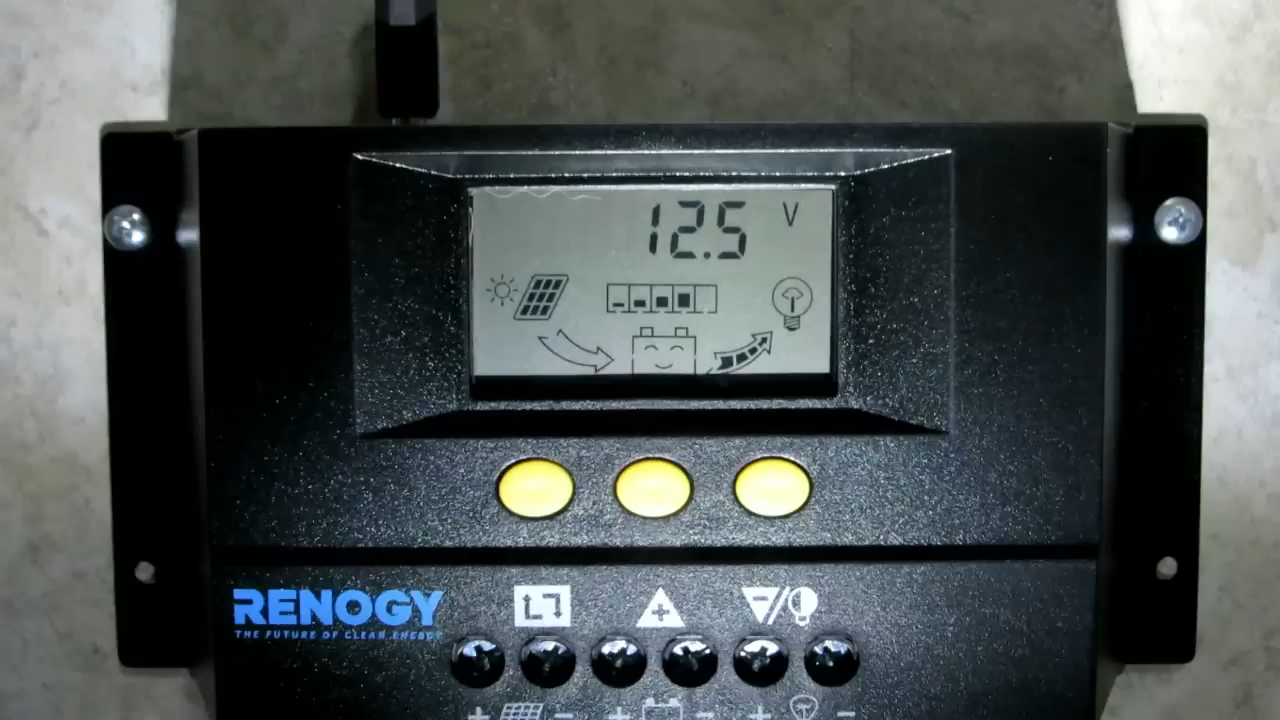 12.5 V
RENOGY
THE FUTURE OF CLEAN ENERGY
+ - + - + -